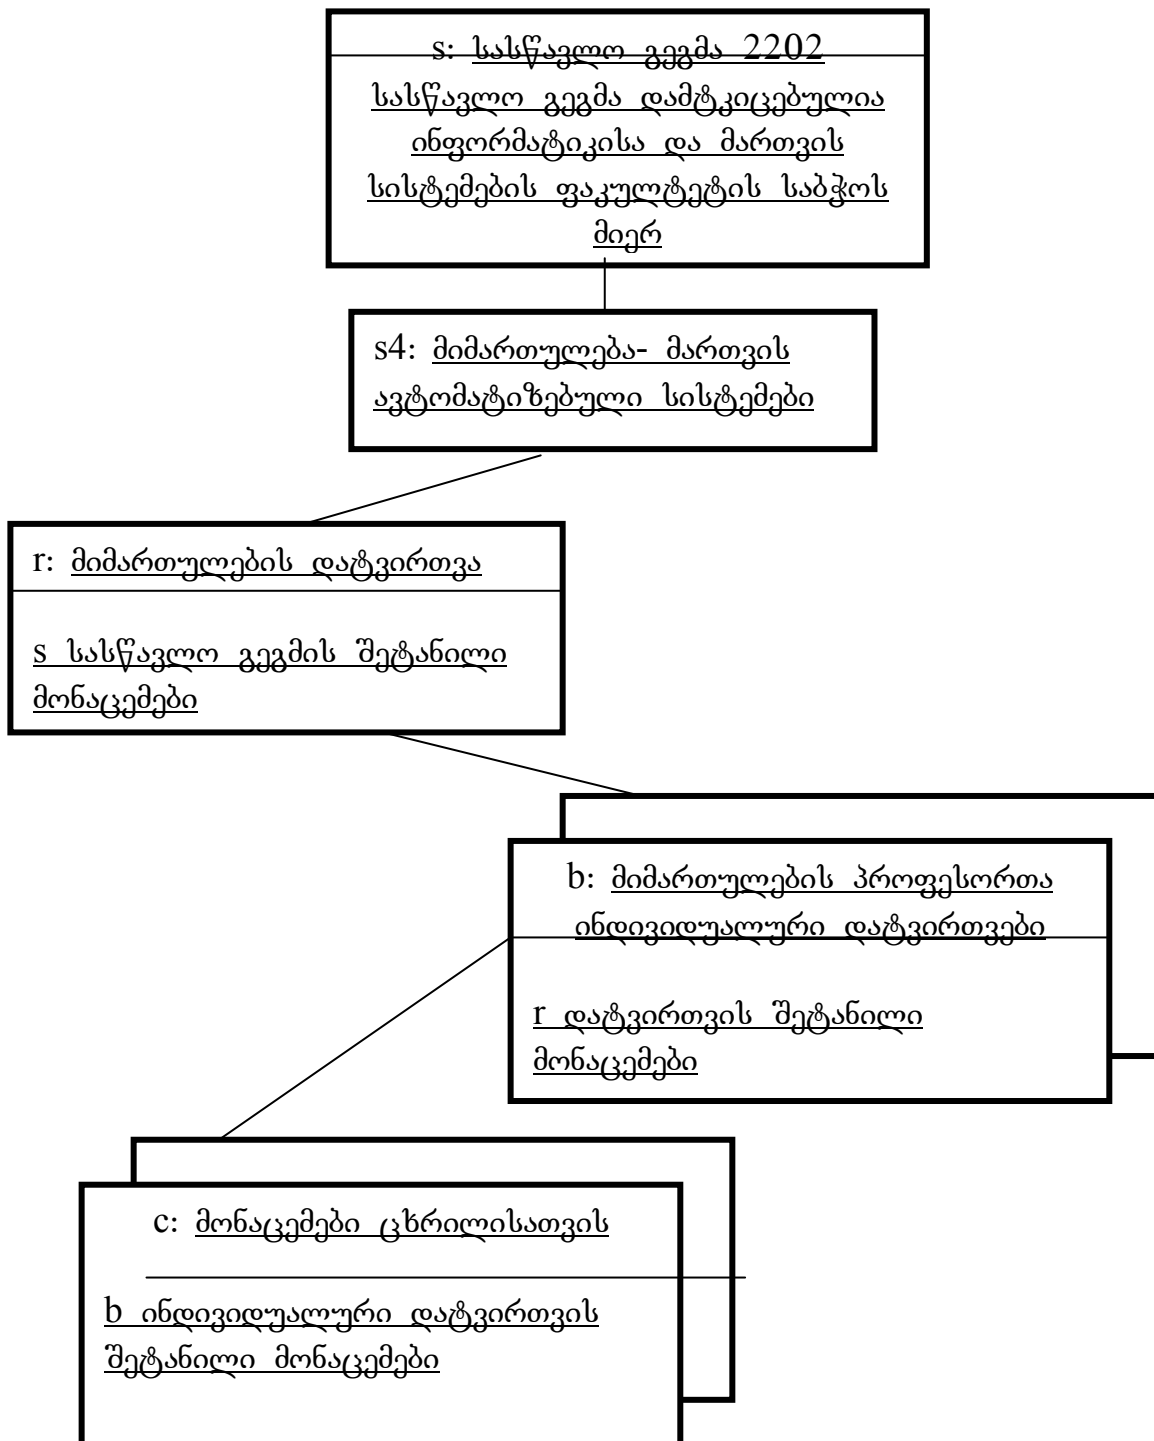 s: სასწავლო გეგმა 2202
სასწავლო გეგმა დამტკიცებულია
ინფორმატიკისა და მართვის
სისტემების ფაკულტეტის საბჭოს
მიერ
s4: მიმართულება- მართვის
ავტომატიზებული სისტემები
r: მიმართულების დატვირთვა
s სასწავლო გეგმის შეტანილი
მონაცემები
b: მიმართულების პროფესორთა
ინდივიდუალური დატვირთვები
r დატვირთვის შეტანილი
მონაცემები
c: მონაცემები ცხრილისათვის
b ინდივიდუალური დატვირთვის
შეტანილი მონაცემები